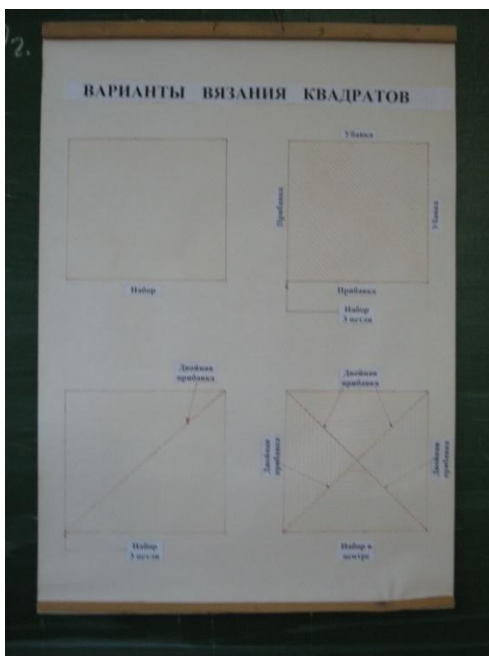 ВАРИАНТЫ ВЯЗАНИЯ КВАДРАТОВ
Набор
Убавка
Прибавка
Убавка
Прибавка
Набор
3 петли
Двойная
прибавка
Набор
3 петли
Двойная
прибавка
Двойная
прибавка
Двойная
прибавка
Набор в
центре